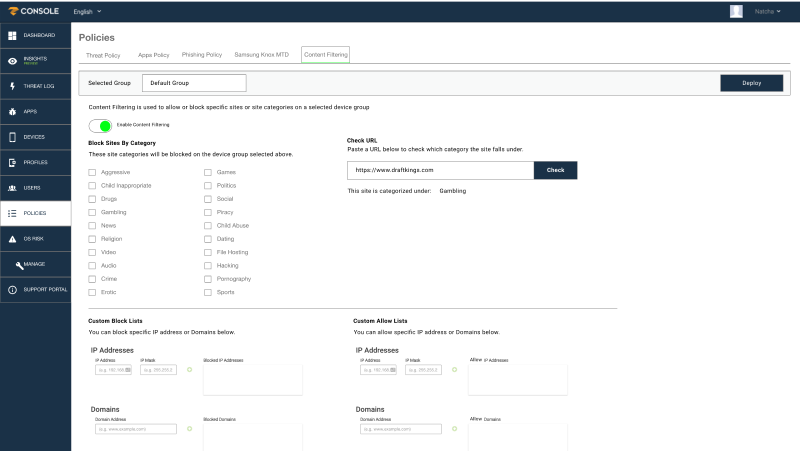 CONSOLE
English
Natcha
DASHBOARD
INSIGHTS
THREAT LOG
APPS
DEVICES
PROFILES
USERS
POLICIES
OS RISK
MANAGE
SUPPORT PORTAL
Policies
Threat Policy
Apps Policy
Phishing Policy
Samsung Knox MTD
Content Filtering
Selected Group
Default Group
Deploy
Content Filtering is used to allow or block specific sites or site categories on a selected device group
Enable Content Filtering
Block Sites By Category
These site categories will be blocked on the device group selected above.
Aggressive
Child Inappropriate
Drugs
Gambling
News
Religion
Video
Audio
Crime
Erotic
Games
Politics
Social
Piracy
Child Abuse
Dating
File Hosting
Hacking
Pornography
Sports
Check URL
Paste a URL below to check which category the site falls under.
https://www.draftkings.com
Check
This site is categorized under: Gambling
Custom Block Lists
You can block specific IP address or Domains below.
IP Addresses
IP Address
IP Mask
Blocked IP Addresses
(e.g. 192.168.
(e.g. 255.255.2
Domains
Domain Address
Blocked Domains
(e.g. www.example.com)
Custom Allow Lists
You can allow specific IP address or Domains below.
IP Addresses
IP Address
IP Mask
Allow IP Addresses
(e.g. 192.168.
(e.g. 255.255.2
Domains
Domain Address
Allow Domains
(e.g. www.example.com)